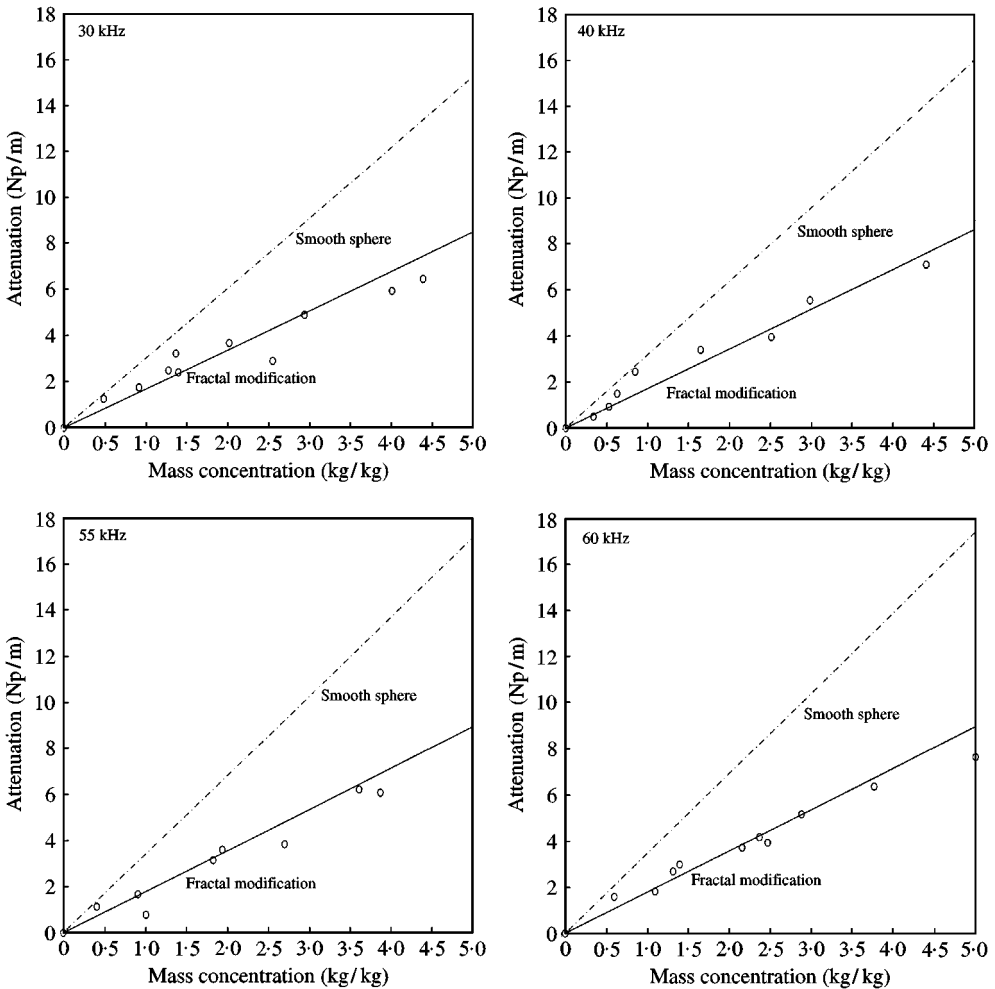 18
16
14
12
10
8
6
4
2
0
Attenuation (Np/m)
30 kHz
Smooth sphere
Fractal modification
0 0·5 1·0 1·5 2·0 2·5 3·0 3·5 4·0 4·5 5·0
Mass concentration (kg/kg)
18
16
14
12
10
8
6
4
2
0
Attenuation (Np/m)
40 kHz
Smooth sphere
Fractal modification
0 0·5 1·0 1·5 2·0 2·5 3·0 3·5 4·0 4·5 5·0
Mass concentration (kg/kg)
18
16
14
12
10
8
6
4
2
0
Attenuation (Np/m)
55 kHz
Smooth sphere
Fractal modification
0 0·5 1·0 1·5 2·0 2·5 3·0 3·5 4·0 4·5 5·0
Mass concentration (kg/kg)
18
16
14
12
10
8
6
4
2
0
Attenuation (Np/m)
60 kHz
Smooth sphere
Fractal modification
0 0·5 1·0 1·5 2·0 2·5 3·0 3·5 4·0 4·5 5·0
Mass concentration (kg/kg)